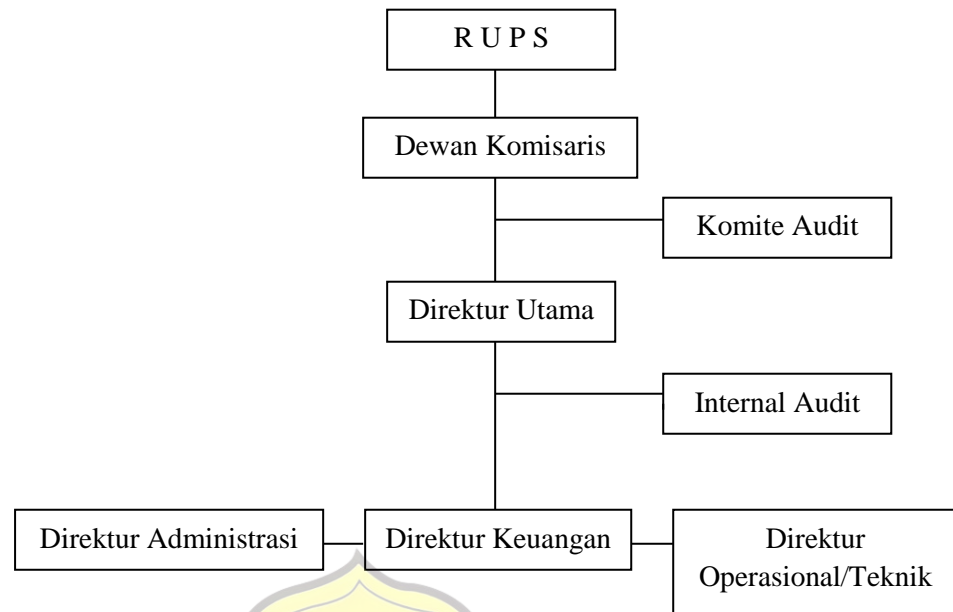 R U P S
Dewan Komisaris
Komite Audit
Direktur Utama
Internal Audit
Direktur Administrasi
Direktur Keuangan
Direktur
Operasional/Teknik